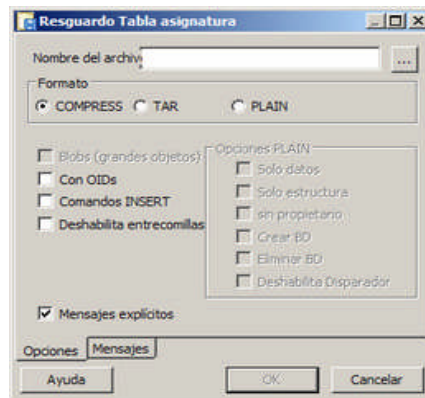 Resguardo Tabla asignatura
Nombre del archiv
...
Formato
COMPRESS TAR PLAIN
Blobs (grandes objetos)
Con OIDs
Comandos INSERT
Deshabilita entrecomillas
Opciones PLAIN
Solo datos
Solo estructura
sin propietario
Crear BD
Eliminar BD
Deshabilita Disparador
Mensajes explícitos
Opciones Mensajes
Ayuda OK Cancelar